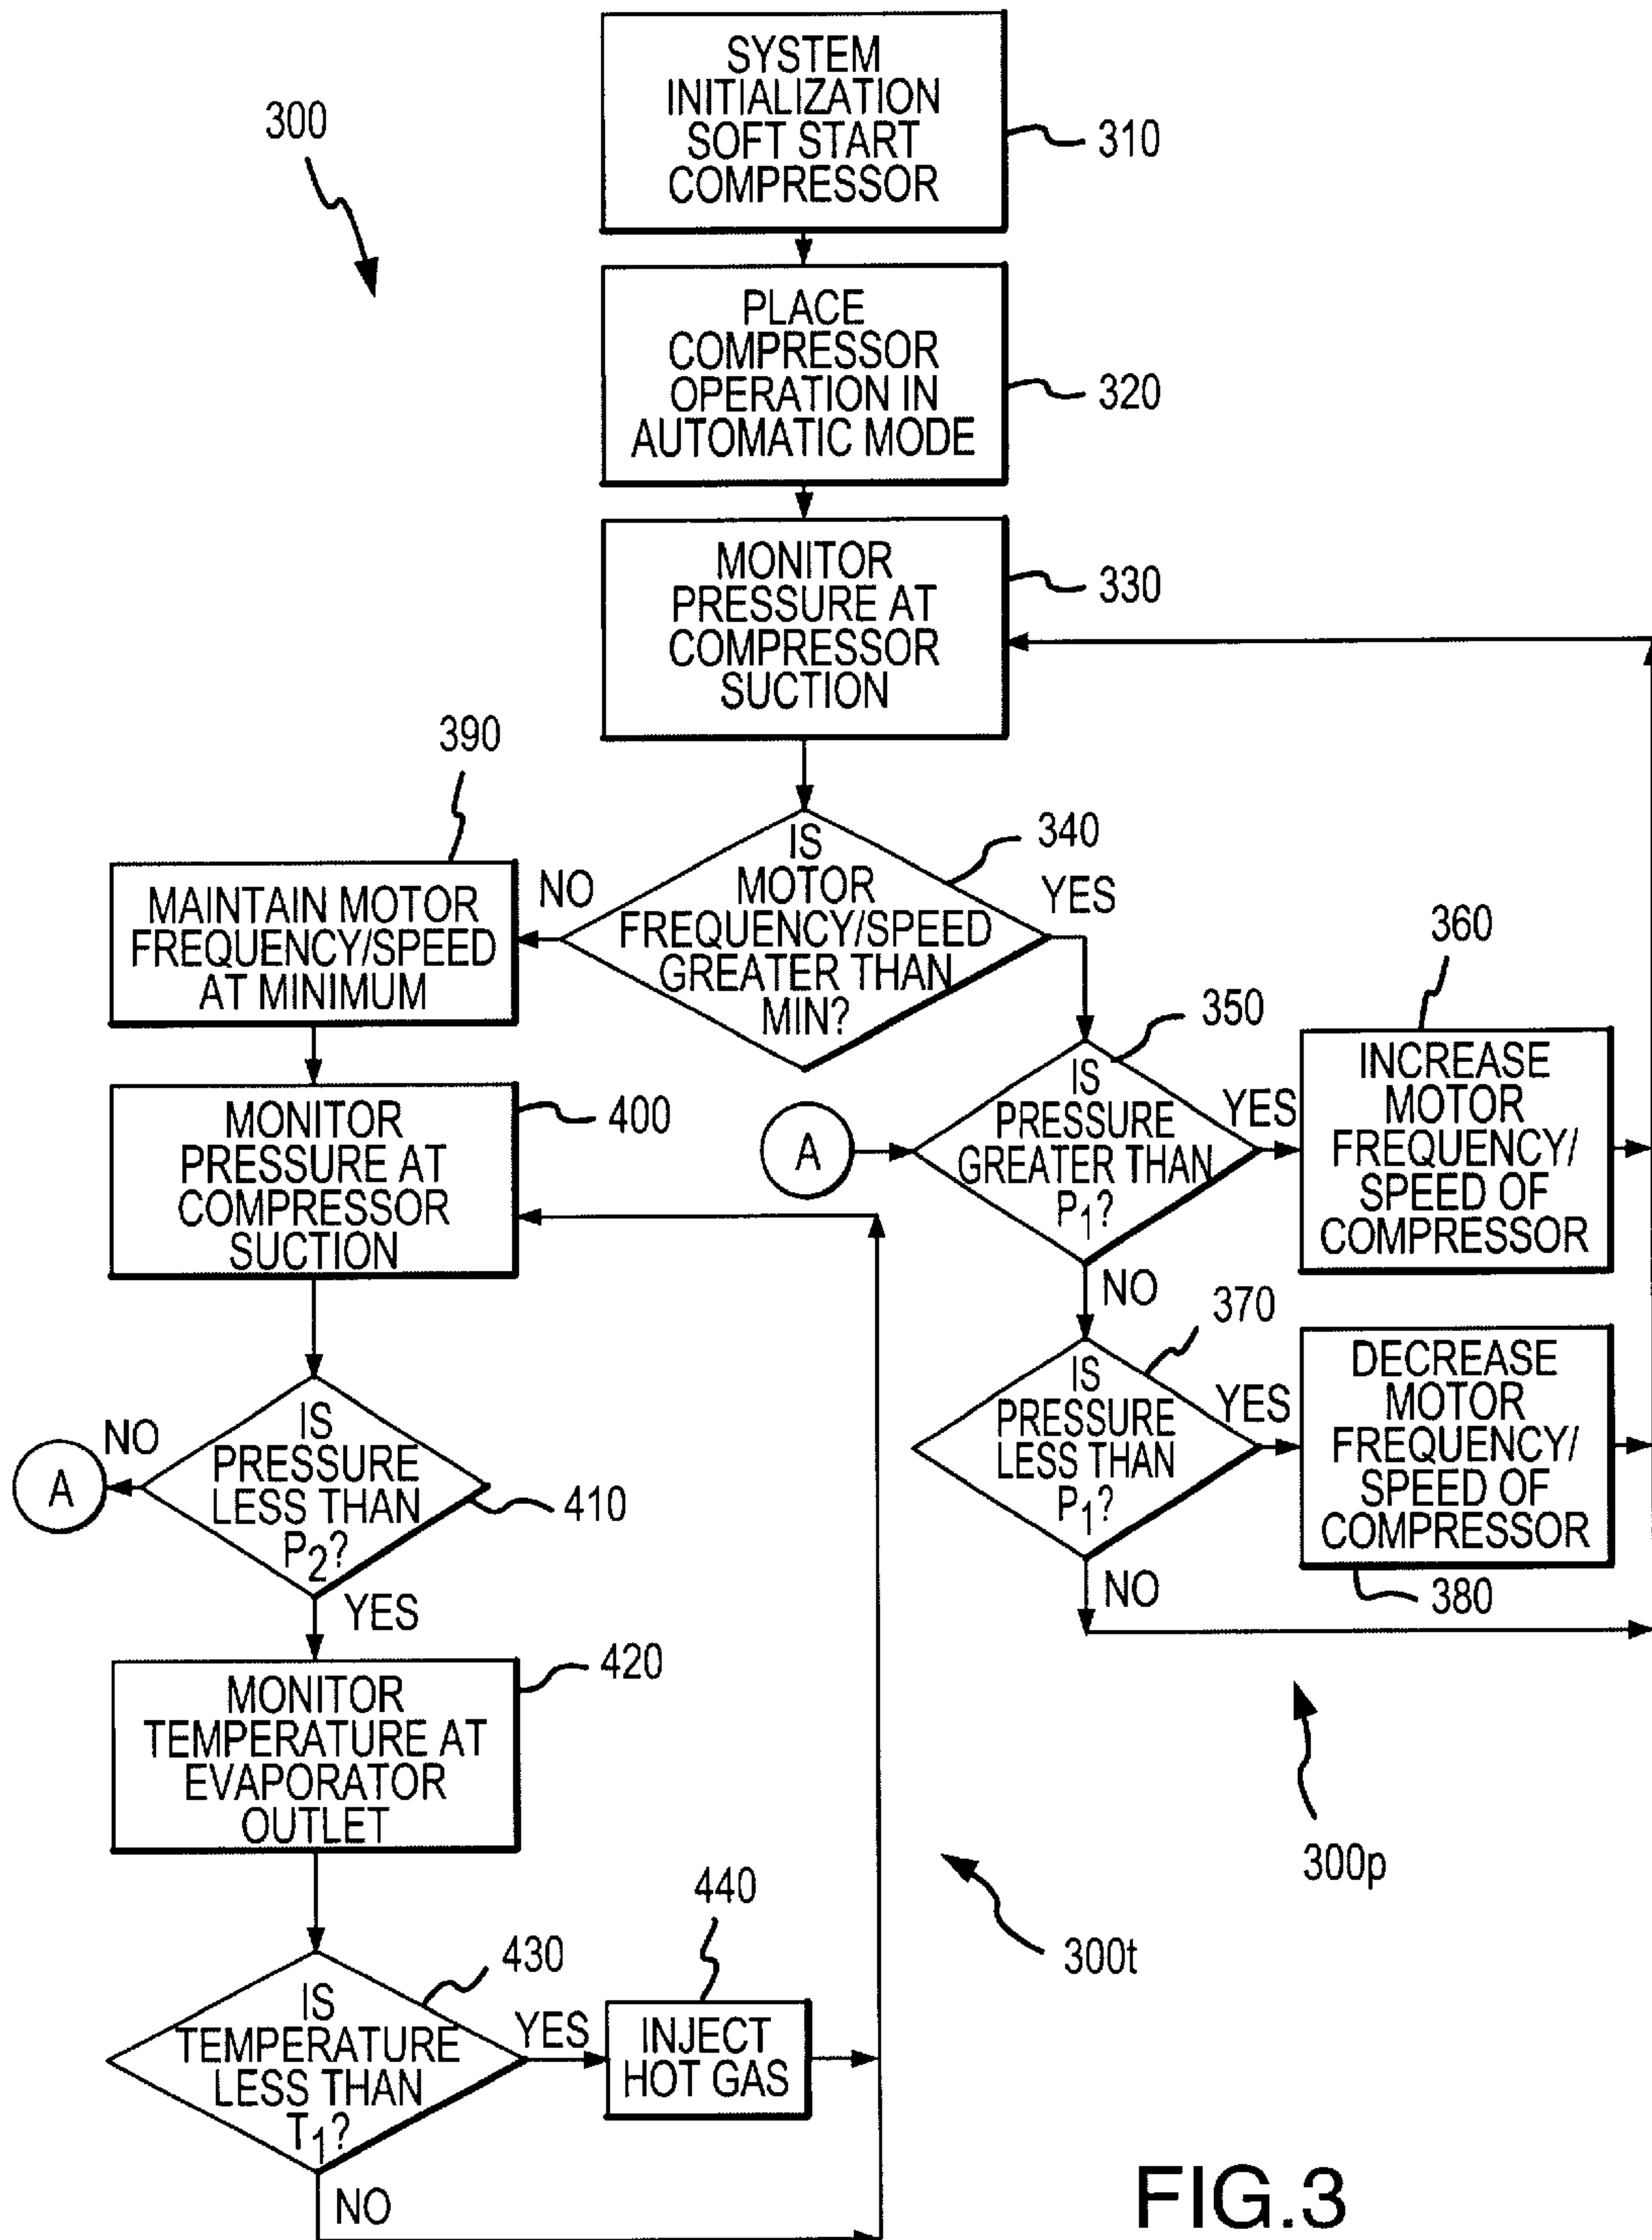 SYSTEM
INITIALIZATION
SOFT START
COMPRESSOR
310
300
PLACE
COMPRESSOR
OPERATION IN
AUTOMATIC MODE
320
MONITOR
PRESSURE AT
COMPRESSOR
SUCTION
330
IS
MOTOR
FREQUENCY/SPEED
GREATER THAN
MIN?
340
NO
YES
390
MAINTAIN MOTOR
FREQUENCY/SPEED
AT MINIMUM
MONITOR
PRESSURE AT
COMPRESSOR
SUCTION
400
A
IS
PRESSURE
GREATER THAN
P1?
350
YES
NO
360
INCREASE
MOTOR
FREQUENCY/
SPEED OF
COMPRESSOR
IS
PRESSURE
LESS THAN
P1?
370
YES
NO
DECREASE
MOTOR
FREQUENCY/
SPEED OF
COMPRESSOR
380
IS
PRESSURE
LESS THAN
P2?
410
NO
A
YES
MONITOR
TEMPERATURE AT
EVAPORATOR
OUTLET
420
IS
TEMPERATURE
LESS THAN
T1?
430
YES
NO
440
INJECT
HOT GAS
300t
300p
FIG.3